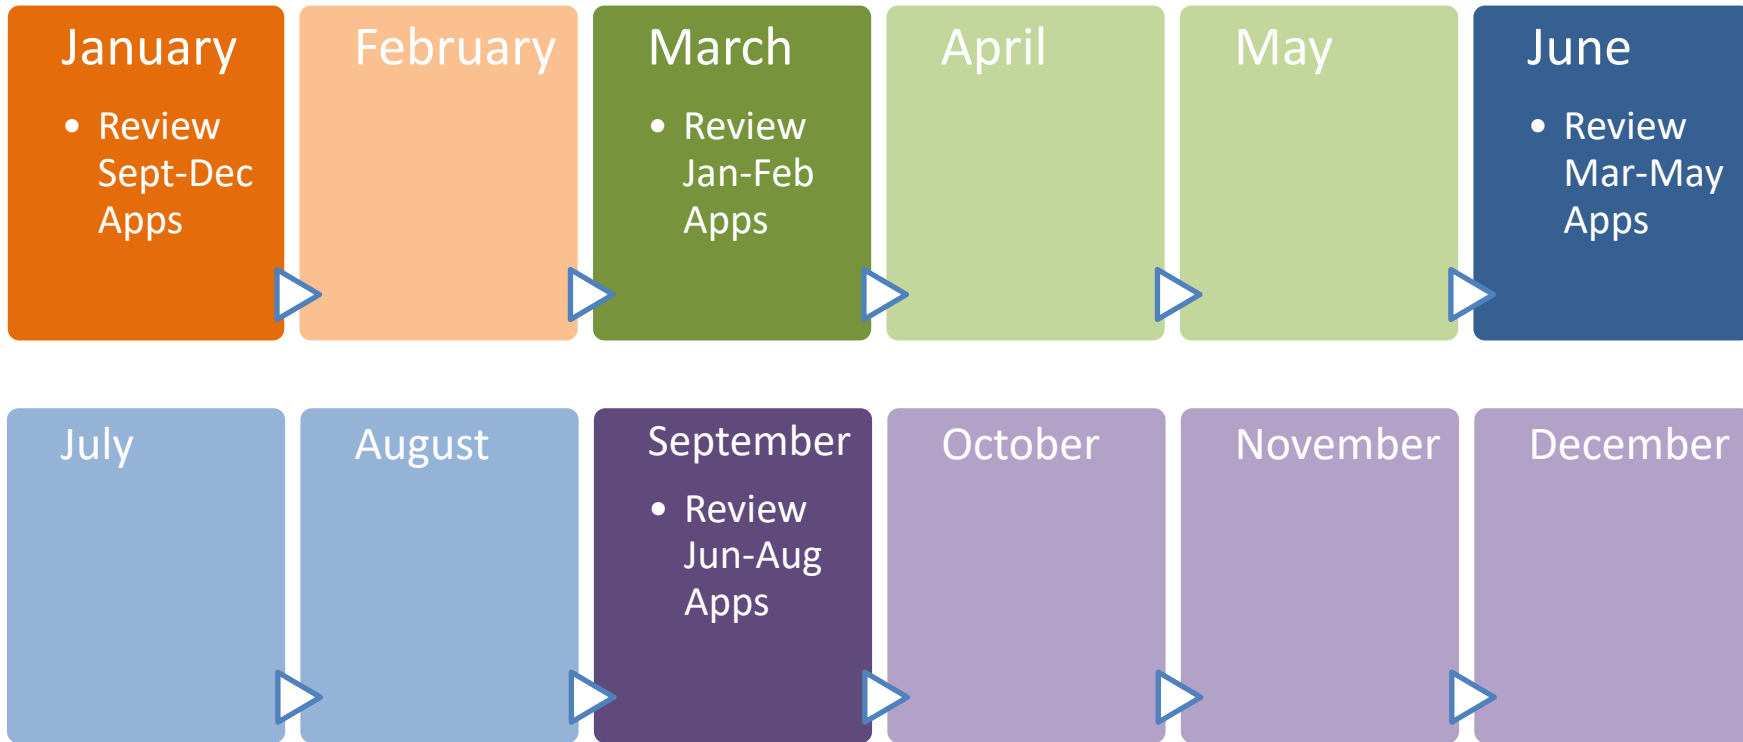 January
• Review
Sept-Dec
Apps
February
March
• Review
Jan-Feb
Apps
April
May
June
• Review
Mar-May
Apps
July
August
September
• Review
Jun-Aug
Apps
October
November
December